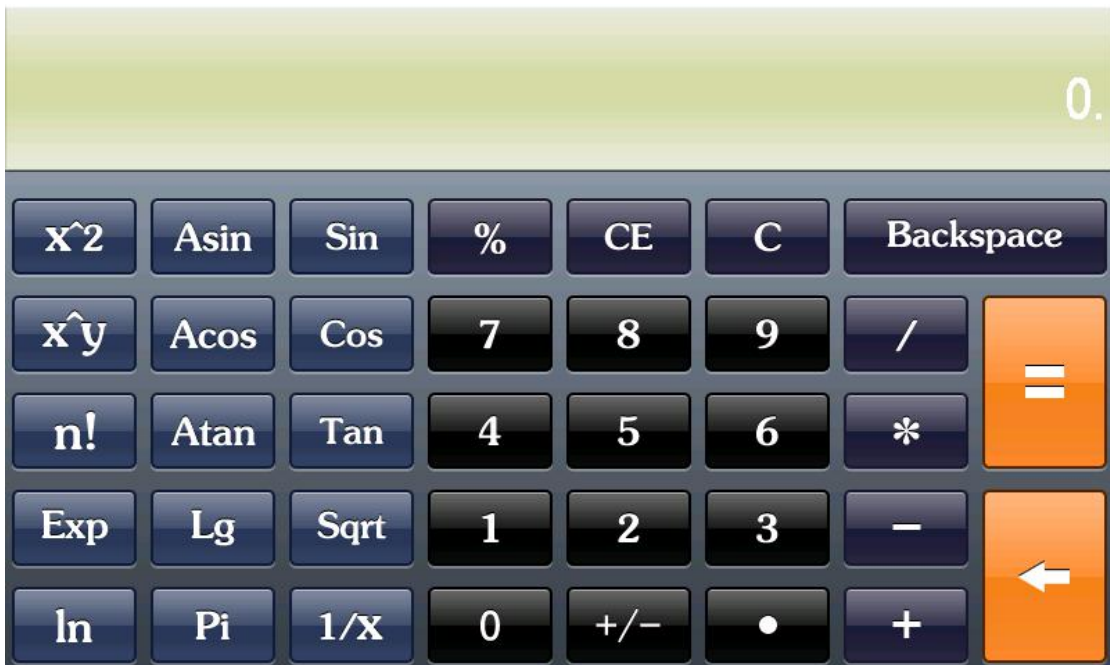 0.
x^2 Asin Sin % CE C Backspace
x^y Acos Cos 7 8 9 / =
n! Atan Tan 4 5 6 *
Exp Lg Sqrt 1 2 3 −
ln Pi 1/X 0 +/− • +